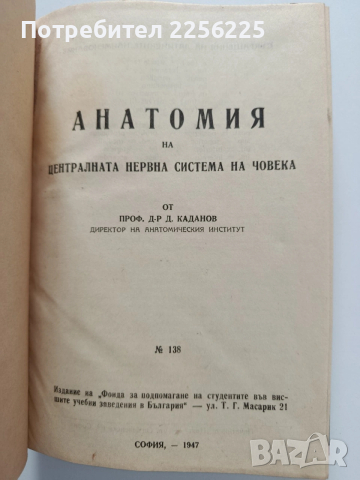 Потребител 2256225
АНАТОМИЯ
НА
ЦЕНТРАЛНАТА НЕРВНА СИСТЕМА НА ЧОВЕКА
ОТ
ПРОФ. Д-Р Д. КАДАНОВ
ДИРЕКТОР НА АНАТОМИЧЕСКИЯ ИНСТИТУТ
№ 138
Издание на „Фонда за подпомагане на студентите във вис-
шите учебни заведения в България" — ул. Т. Г. Масарик 21
СОФИЯ, — 1947
BAZAR